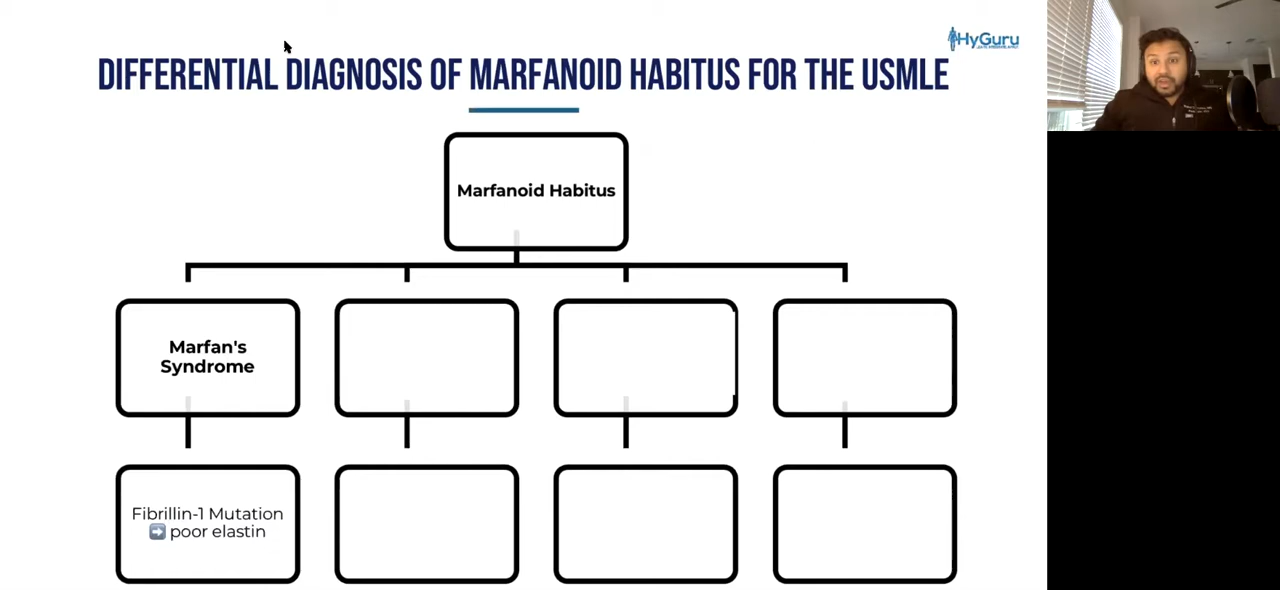 HyGuru
DIFFERENTIAL DIAGNOSIS OF MARFANOID HABITUS FOR THE USMLE
Marfanoid Habitus
Marfan's
Syndrome
Fibrillin-1 Mutation
➡️ poor elastin